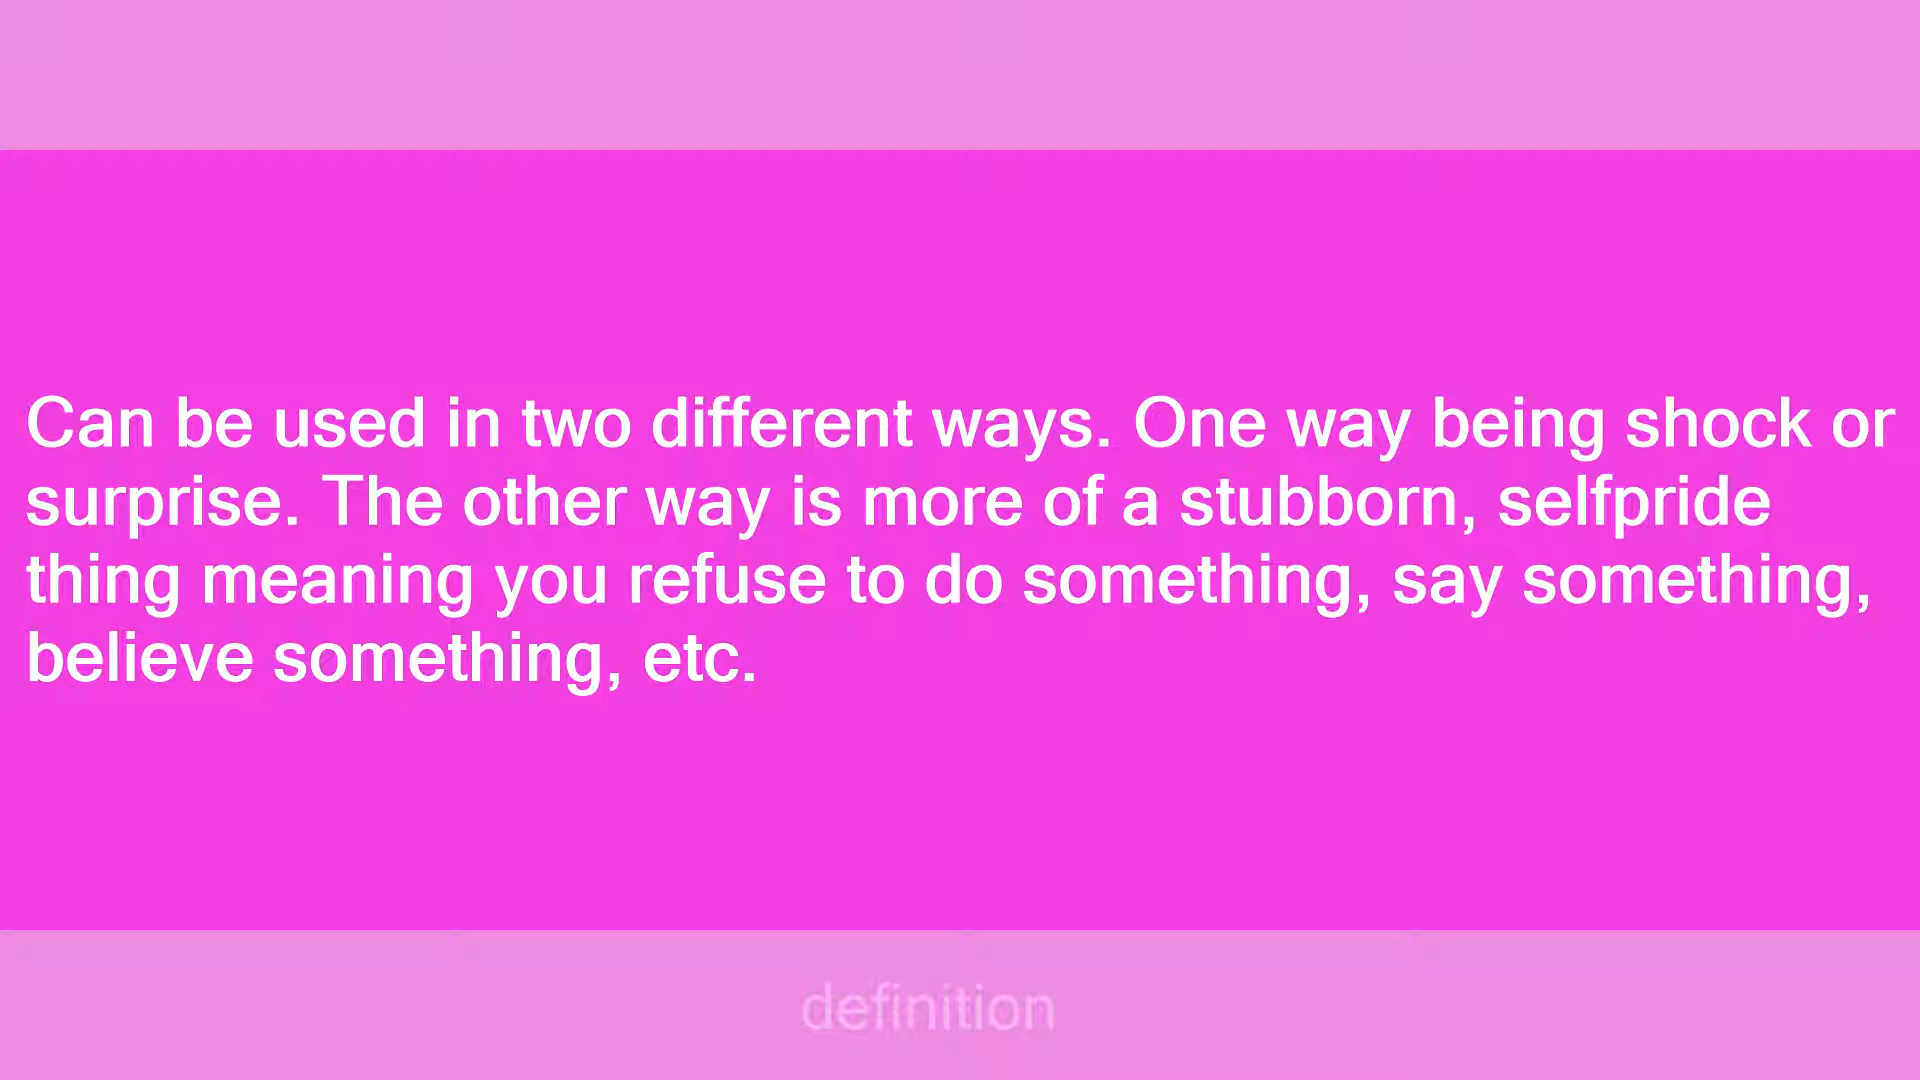 Can be used in two different ways. One way being shock or
surprise. The other way is more of a stubborn, selfpride
thing meaning you refuse to do something, say something,
believe something, etc.
definition